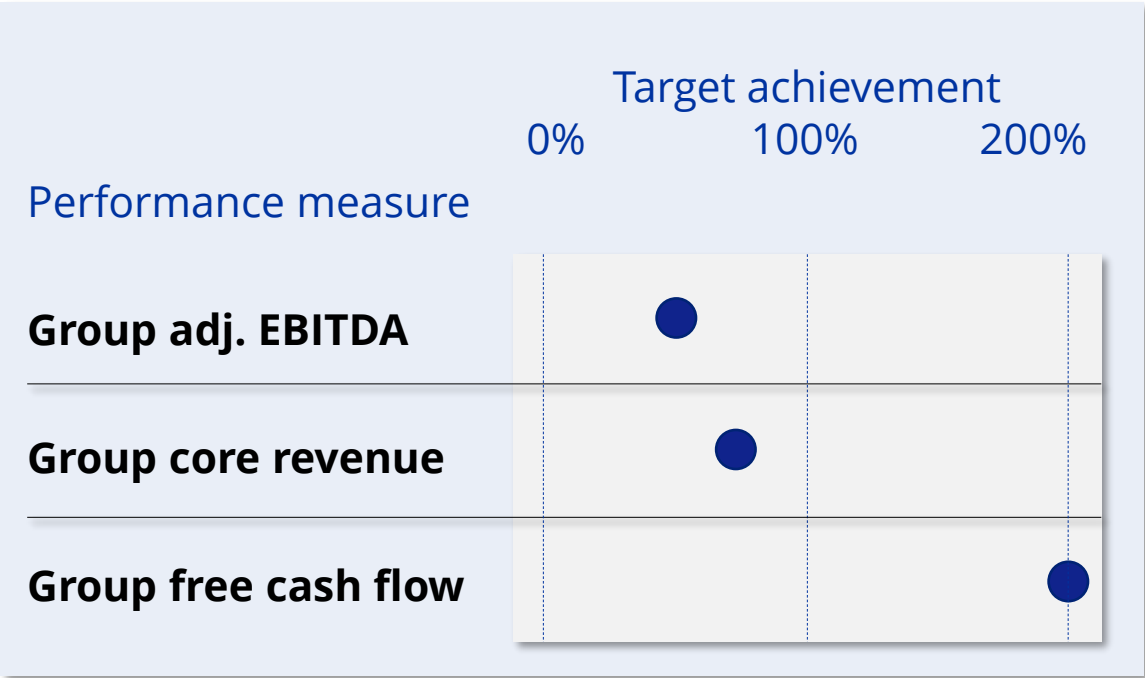 Target achievement
0% 100% 200%
Performance measure
Group adj. EBITDA
Group core revenue
Group free cash flow